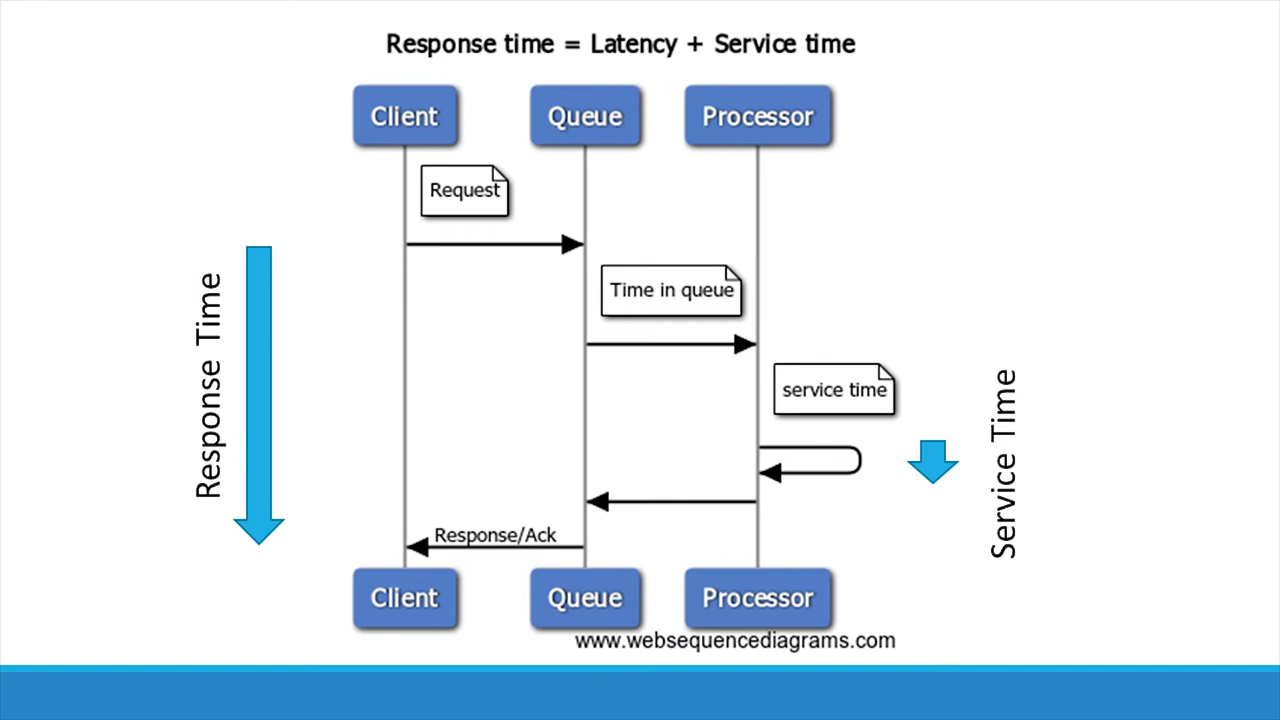 Response time = Latency + Service time
Client
Queue
Processor
Request
Time in queue
service time
Response Time
Service Time
Response/Ack
Client
Queue
Processor
www.websequencediagrams.com